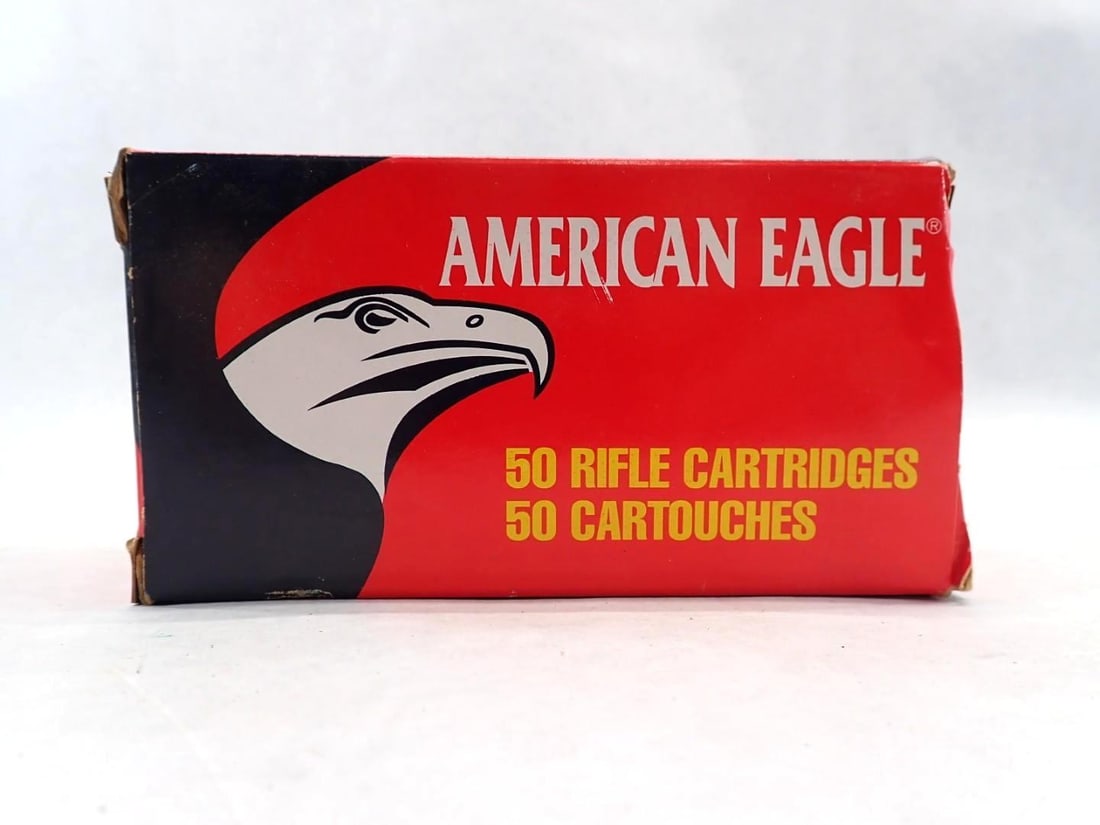 AMERICAN EAGLE®
50 RIFLE CARTRIDGES
50 CARTOUCHES